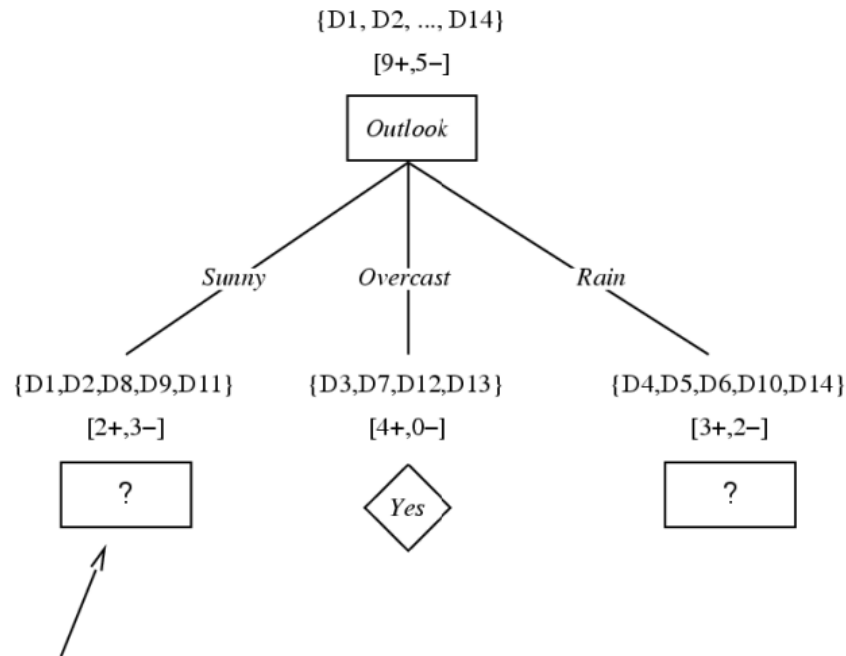 {D1, D2, ..., D14}
[9+,5−]
Outlook
Sunny Overcast Rain
{D1,D2,D8,D9,D11} {D3,D7,D12,D13} {D4,D5,D6,D10,D14}
[2+,3−] [4+,0−] [3+,2−]
? Yes ?